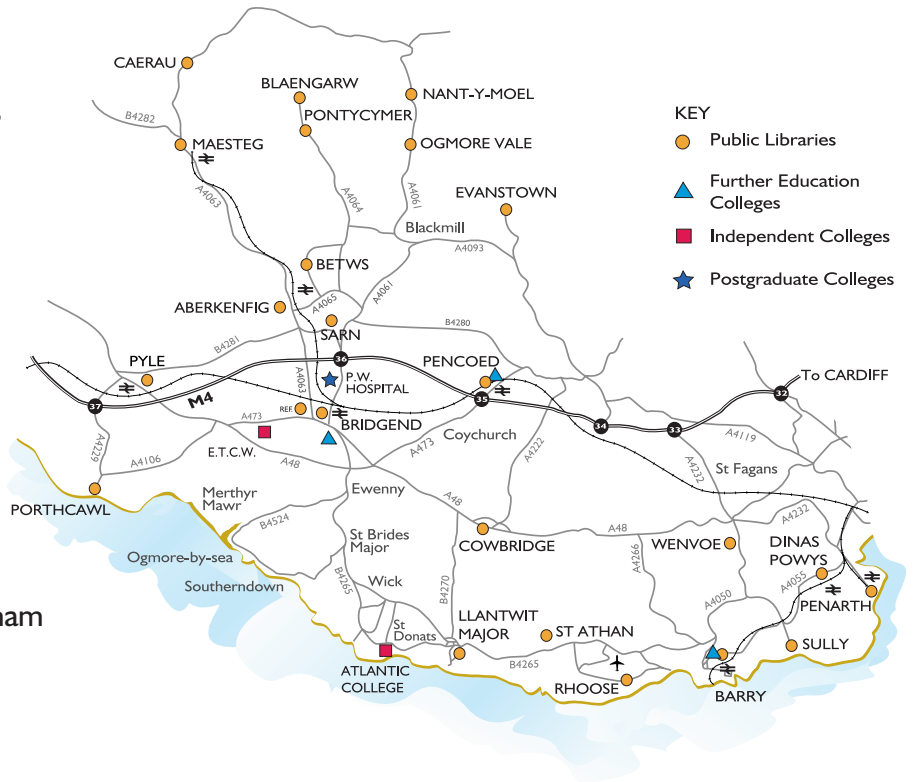 CAERAU
BLAENGARW
NANT-Y-MOEL
PONTYCYMER
B4282
MAESTEG
OGMORE VALE
KEY
Public Libraries
Further Education
Colleges
Independent Colleges
Postgraduate Colleges
A4063
A4064
A4061
EVANSTOWN
Blackmill
A4093
BETWS
A4061
A4065
ABERKENFIG
SARN
B4281
B4280
36
PYLE
PENCOED
To CARDIFF
P.W.
HOSPITAL
A4063
M4
37
35
32
REF.
BRIDGEND
34
33
A473
A473
Coychurch
A4119
A4229
E.T.C.W.
A48
A4222
A4106
St Fagans
A4232
PORTHCAWL
Merthyr
Mawr
Ewenny
A48
B4524
A48
A4232
St Brides
Major
COWBRIDGE
WENVOE
DINAS
POWYS
Ogmore-by-sea
A4266
Southerndown
B4265
Wick
B4270
A4055
A4050
PENARTH
ham
St
Donats
LLANTWIT
MAJOR
ST ATHAN
SULLY
B4265
ATLANTIC
COLLEGE
RHOOSE
BARRY